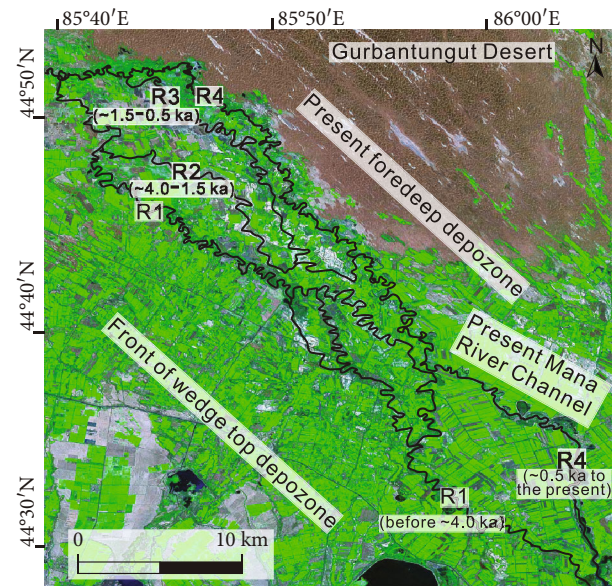 85°40′E
85°50′E
86°00′E
44°50′N
44°40′N
44°30′N
Gurbantungut Desert
N
R3
R4
(~1.5–0.5 ka)
Present foredeep depozone
R2
(~4.0–1.5 ka)
R1
Present Mana
River Channel
Front of wedge top depozone
R4
(~0.5 ka to
the present)
R1
(before ~4.0 ka)
0
10 km